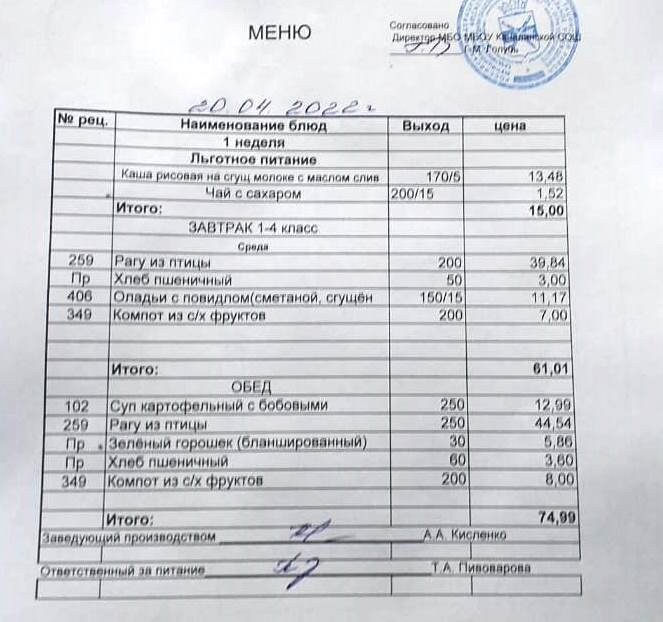 МЕНЮ
Согласовано
Директор МБО МБОУ СОШ
Г.М. Голубь
20.04.2022г
№ рец. Наименование блюд Выход цена
1 неделя
Льготное питание
Каша рисовая на сгущ молоке с маслом слив 170/5 13,48
Чай с сахаром 200/15 1,52
Итого: 15,00
ЗАВТРАК 1-4 класс
Среда
259 Рагу из птицы 200 39,84
Пр Хлеб пшеничный 50 3,00
406 Оладьи с повидлом(сметаной, сгущён 150/15 11,17
349 Компот из с/х фруктов 200 7,00
Итого: 61,01
ОБЕД
102 Суп картофельный с бобовыми 250 12,99
259 Рагу из птицы 250 44,54
Пр Зелёный горошек (бланшированный) 30 5,86
Пр Хлеб пшеничный 60 3,60
349 Компот из с/х фруктов 200 8,00
Итого: 74,99
Заведующий производством А.А. Кисленко
Ответственный за питание Т.А. Пивоварова